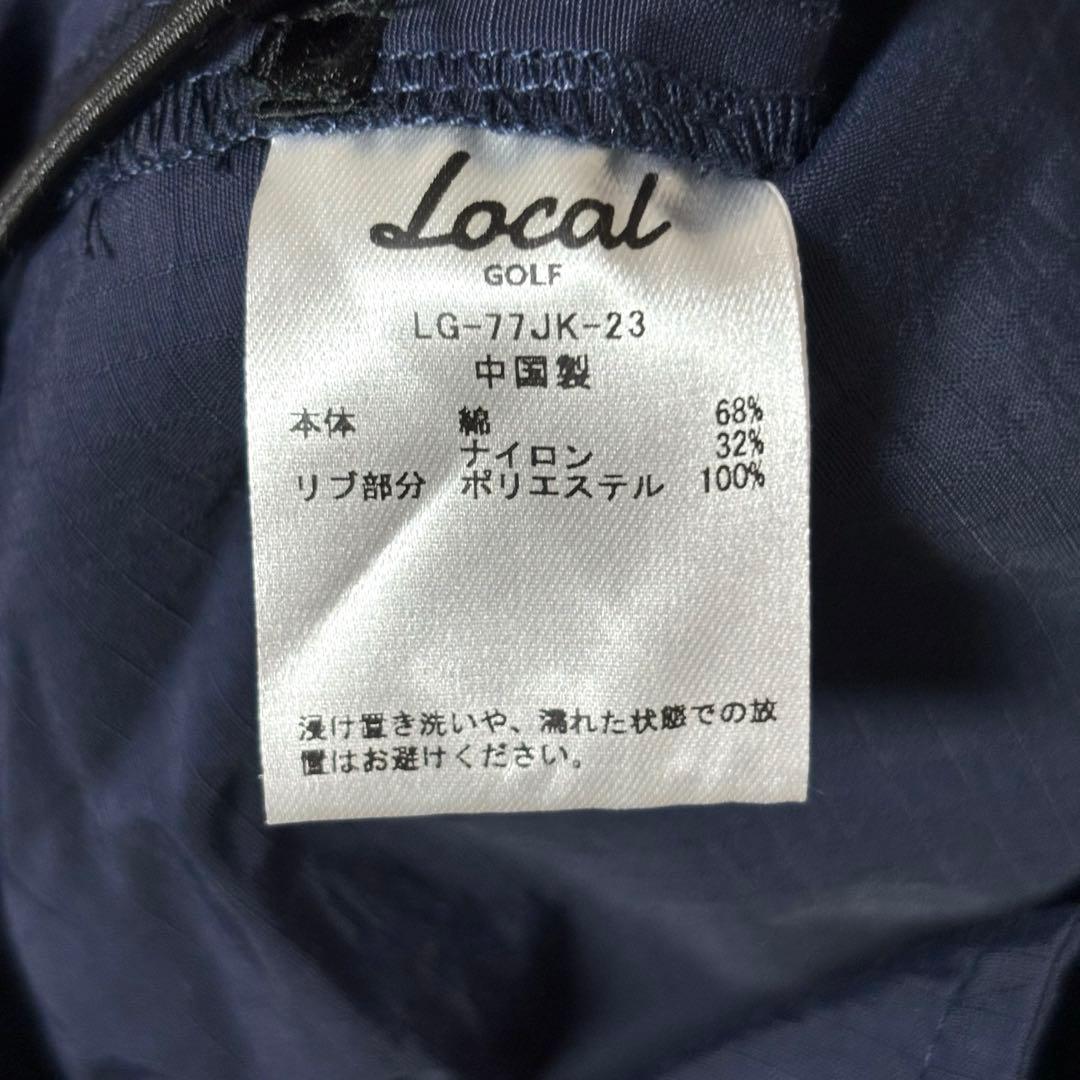 Local
GOLF
LG-77JK-23
中国製
本体 綿 68%
ナイロン 32%
リブ部分 ポリエステル 100%
浸け置き洗いや、濡れた状態での放
置はお避けください。